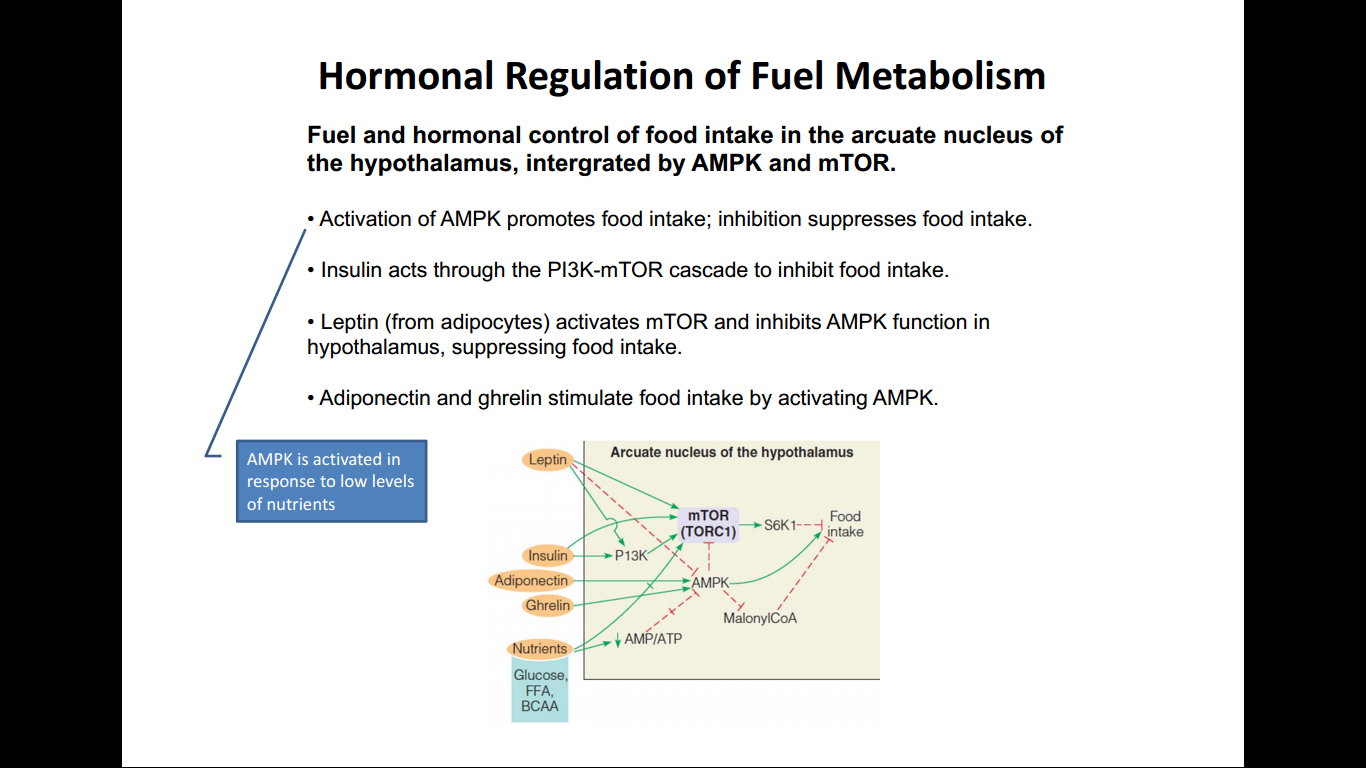 Hormonal Regulation of Fuel Metabolism
Fuel and hormonal control of food intake in the arcuate nucleus of
the hypothalamus, intergrated by AMPK and mTOR.
• Activation of AMPK promotes food intake; inhibition suppresses food intake.
• Insulin acts through the PI3K-mTOR cascade to inhibit food intake.
• Leptin (from adipocytes) activates mTOR and inhibits AMPK function in
hypothalamus, suppressing food intake.
• Adiponectin and ghrelin stimulate food intake by activating AMPK.
AMPK is activated in
response to low levels
of nutrients
Arcuate nucleus of the hypothalamus
Leptin
mTOR
(TORC1)
S6K1
Food
intake
Insulin
P13K
Adiponectin
AMPK
Ghrelin
MalonylCoA
Nutrients
↓ AMP/ATP
Glucose,
FFA,
BCAA